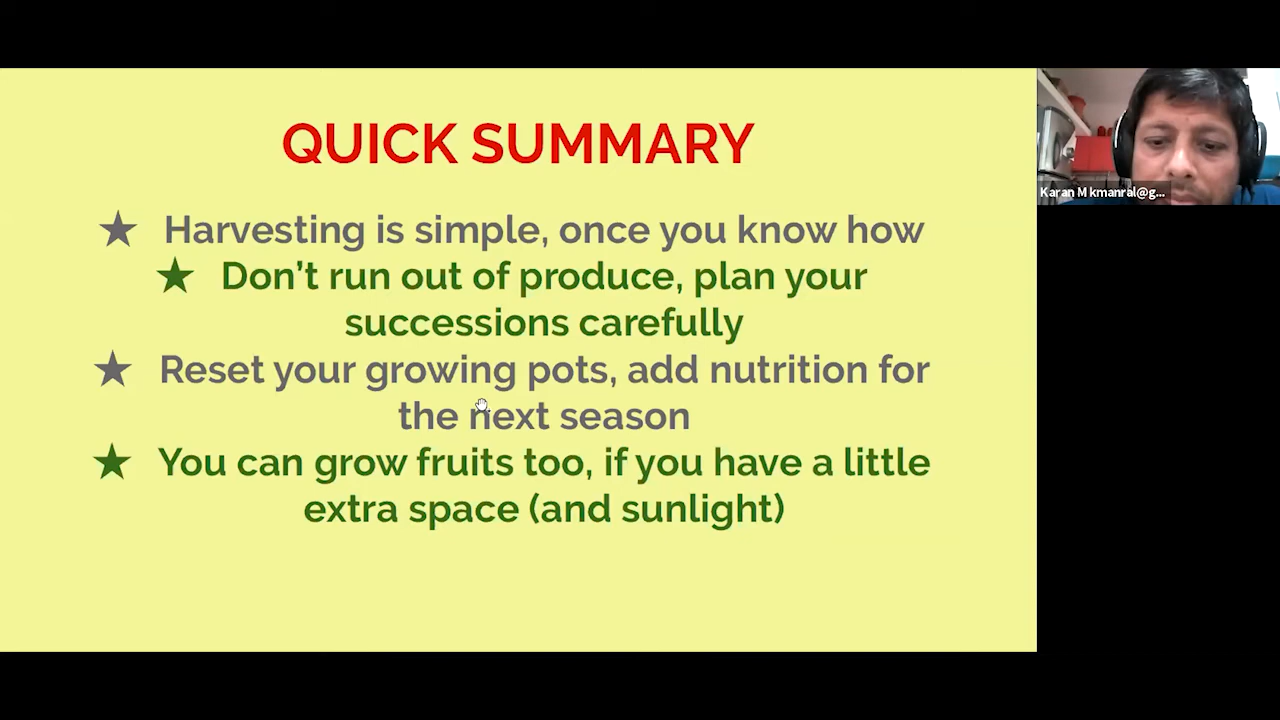 QUICK SUMMARY
★ Harvesting is simple, once you know how
★ Don’t run out of produce, plan your
successions carefully
★ Reset your growing pots, add nutrition for
the next season
★ You can grow fruits too, if you have a little
extra space (and sunlight)
Karan M kmanral@g...